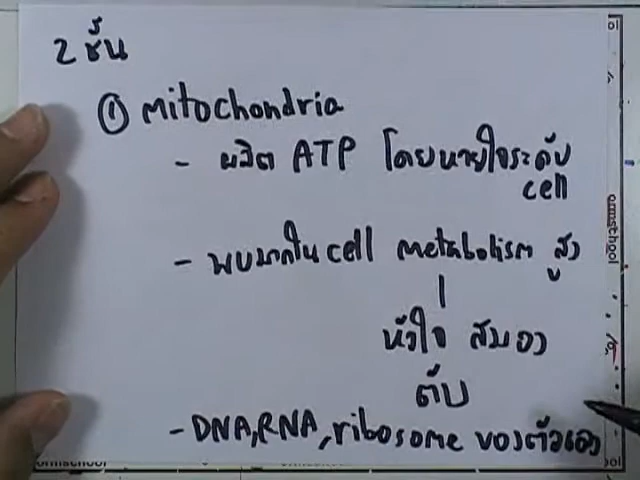 2 ชั้น
① mitochondria
- ผลิต ATP โดยหายใจระดับ
cell
- พบมากใน cell metabolism สูง
หัวใจ สมอง
ตับ
- DNA, RNA, ribosome ของตัวเอง
ormschool
ormschool